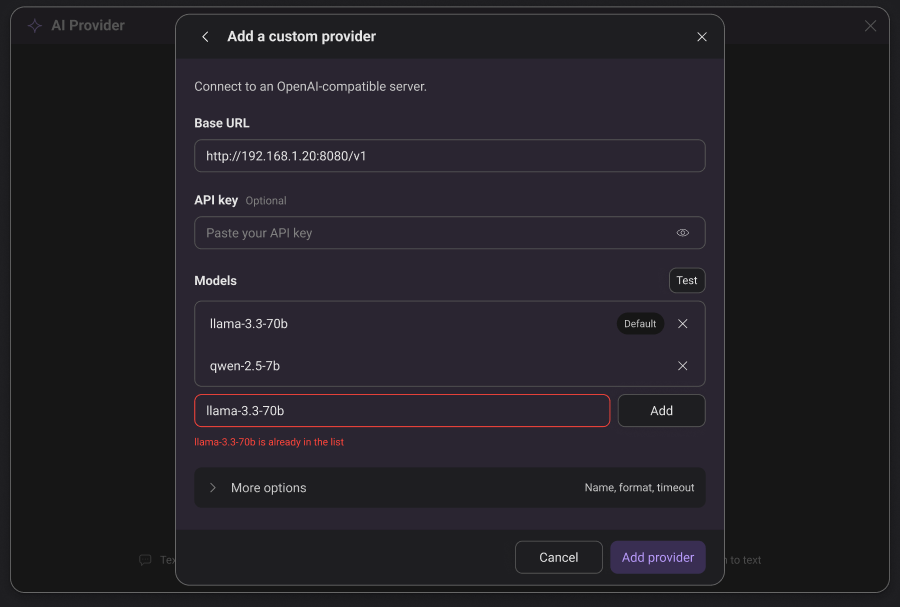 AI Provider
Add a custom provider
Connect to an OpenAI-compatible server.
Base URL
http://192.168.1.20:8080/v1
API key Optional
Paste your API key
Models
Test
llama-3.3-70b
Default
qwen-2.5-7b
llama-3.3-70b
Add
llama-3.3-70b is already in the list
More options
Name, format, timeout
to text
Cancel
Add provider